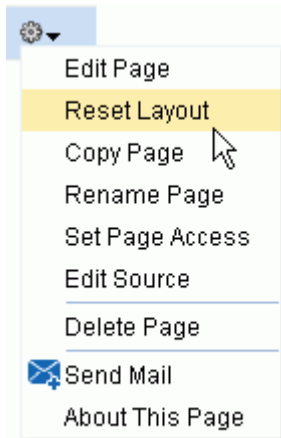 Edit Page
Reset Layout
Copy Page
Rename Page
Set Page Access
Edit Source
Delete Page
Send Mail
About This Page